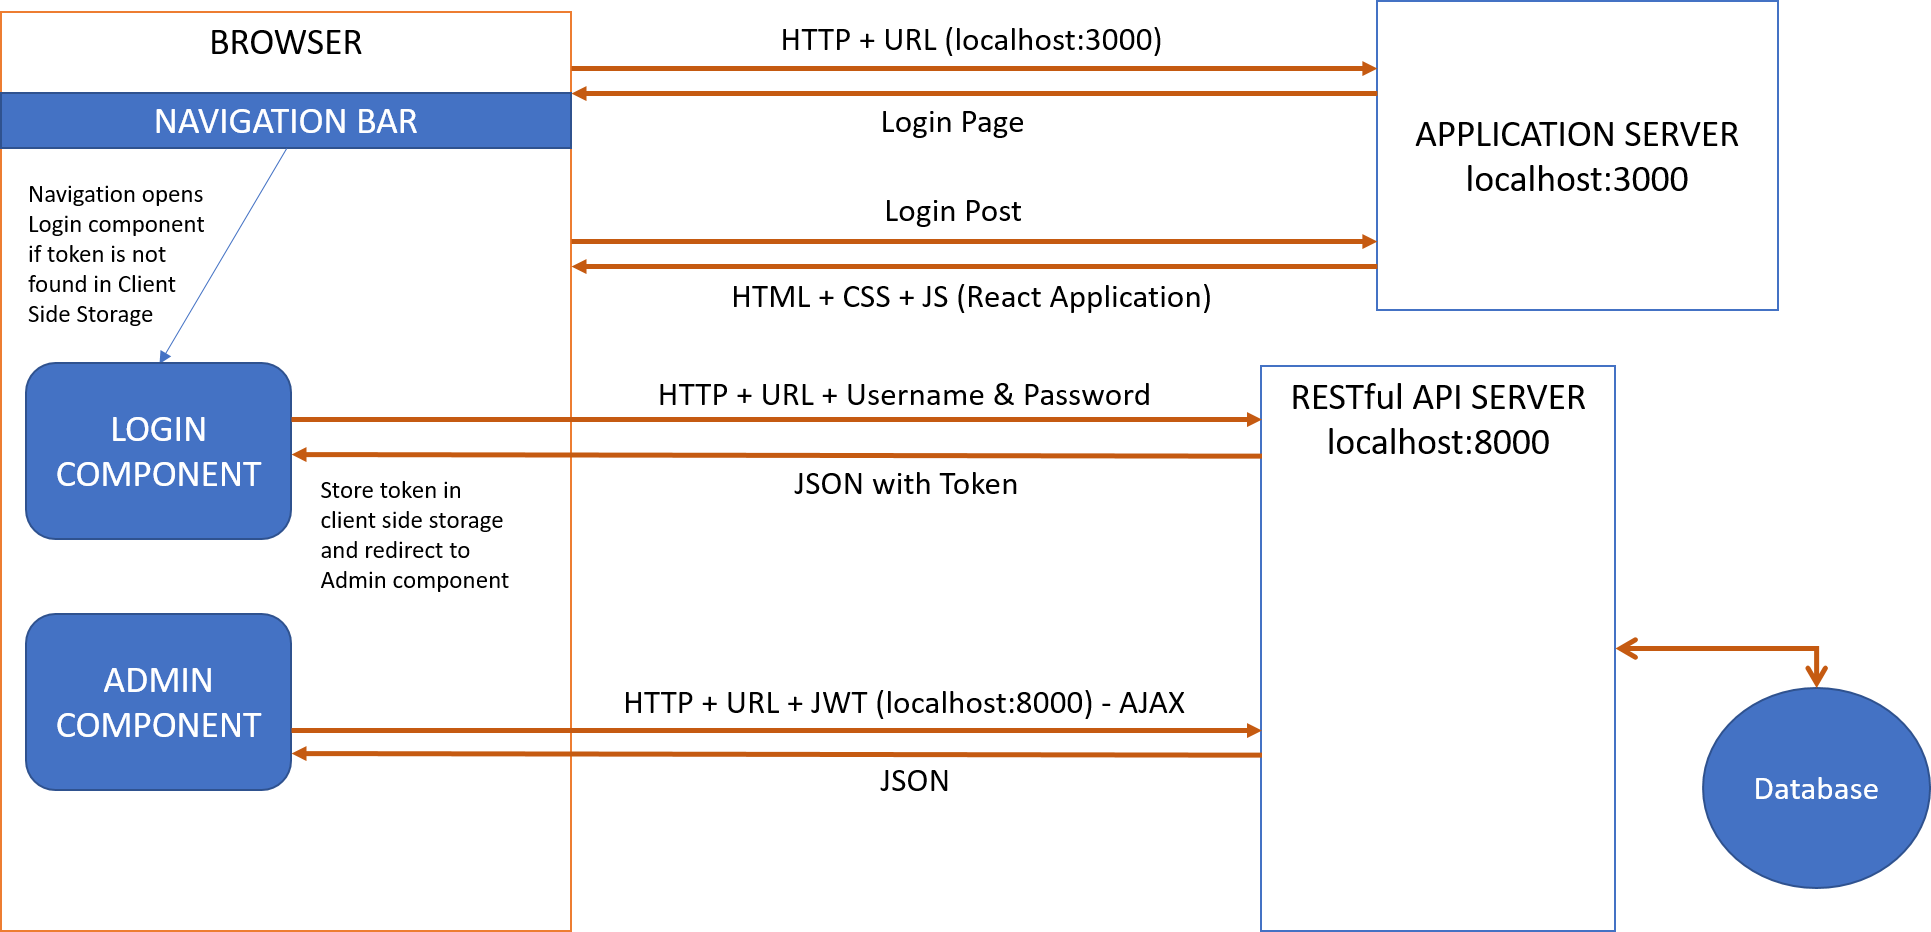 BROWSER
NAVIGATION BAR
Navigation opens
Login component
if token is not
found in Client
Side Storage
LOGIN
COMPONENT
Store token in
client side storage
and redirect to
Admin component
ADMIN
COMPONENT
HTTP + URL (localhost:3000)
Login Page
Login Post
HTML + CSS + JS (React Application)
HTTP + URL + Username & Password
JSON with Token
HTTP + URL + JWT (localhost:8000) - AJAX
JSON
APPLICATION SERVER
localhost:3000
RESTful API SERVER
localhost:8000
Database